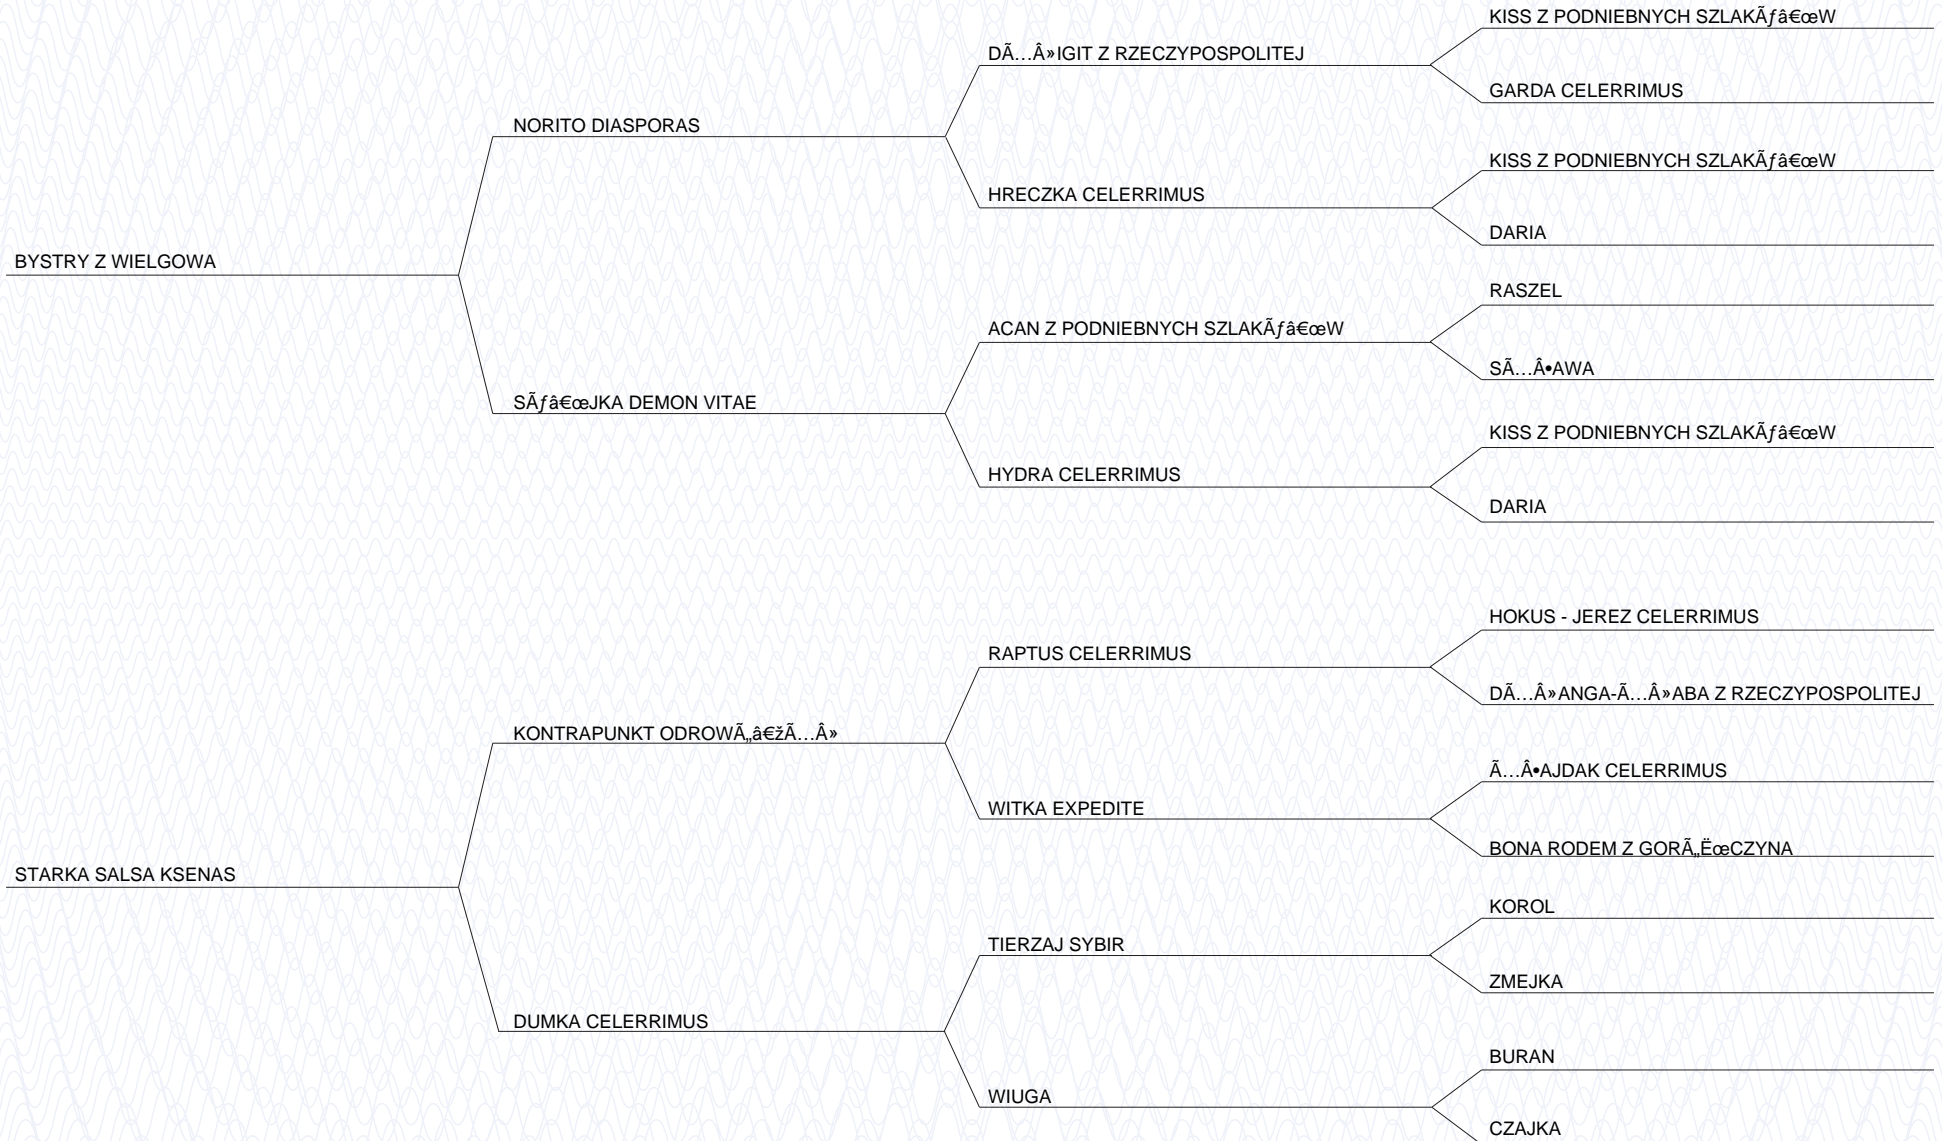 KISS Z PODNIEBNYCH SZLAKÃƒâ€œW
DÃ…Â»IGIT Z RZECZYPOSPOLITEJ
GARDA CELERRIMUS
NORITO DIASPORAS
KISS Z PODNIEBNYCH SZLAKÃƒâ€œW
HRECZKA CELERRIMUS
DARIA
BYSTRY Z WIELGOWA
RASZEL
ACAN Z PODNIEBNYCH SZLAKÃƒâ€œW
SÃ…Â•AWA
SÃƒâ€œJKA DEMON VITAE
KISS Z PODNIEBNYCH SZLAKÃƒâ€œW
HYDRA CELERRIMUS
DARIA
HOKUS - JEREZ CELERRIMUS
RAPTUS CELERRIMUS
DÃ…Â»ANGA-Ã…Â»ABA Z RZECZYPOSPOLITEJ
KONTRAPUNKT ODROWÃ„â€žÃ…Â»
Ã…Â•AJDAK CELERRIMUS
WITKA EXPEDITE
BONA RODEM Z GORÃ„ËœCZYNA
STARKA SALSA KSENAS
KOROL
TIERZAJ SYBIR
ZMEJKA
DUMKA CELERRIMUS
BURAN
WIUGA
CZAJKA